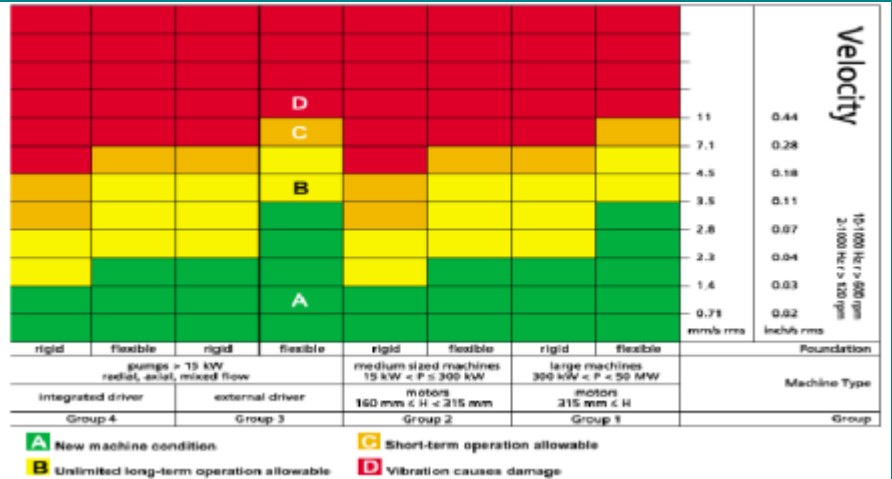 D
C
B
A
11 0.44
7.1 0.28
4.5 0.18
3.5 0.11
2.8 0.07
2.3 0.04
1.4 0.03
0.71 0.02
mm/s rms inch/s rms
Velocity
10-1000 Hz r > 600 rpm
2-1000 Hz r > 120 rpm
rigid flexible rigid flexible rigid flexible rigid flexible Foundation
pumps > 15 kW medium sized machines large machines
radial, axial, mixed flow 15 kW < P ≤ 300 kW 300 kW < P < 50 MW
Machine Type
integrated driver external driver motors motors
160 mm ≤ H < 315 mm 315 mm ≤ H
Group 4 Group 3 Group 2 Group 1 Group
A New machine condition C Short-term operation allowable
B Unlimited long-term operation allowable D Vibration causes damage